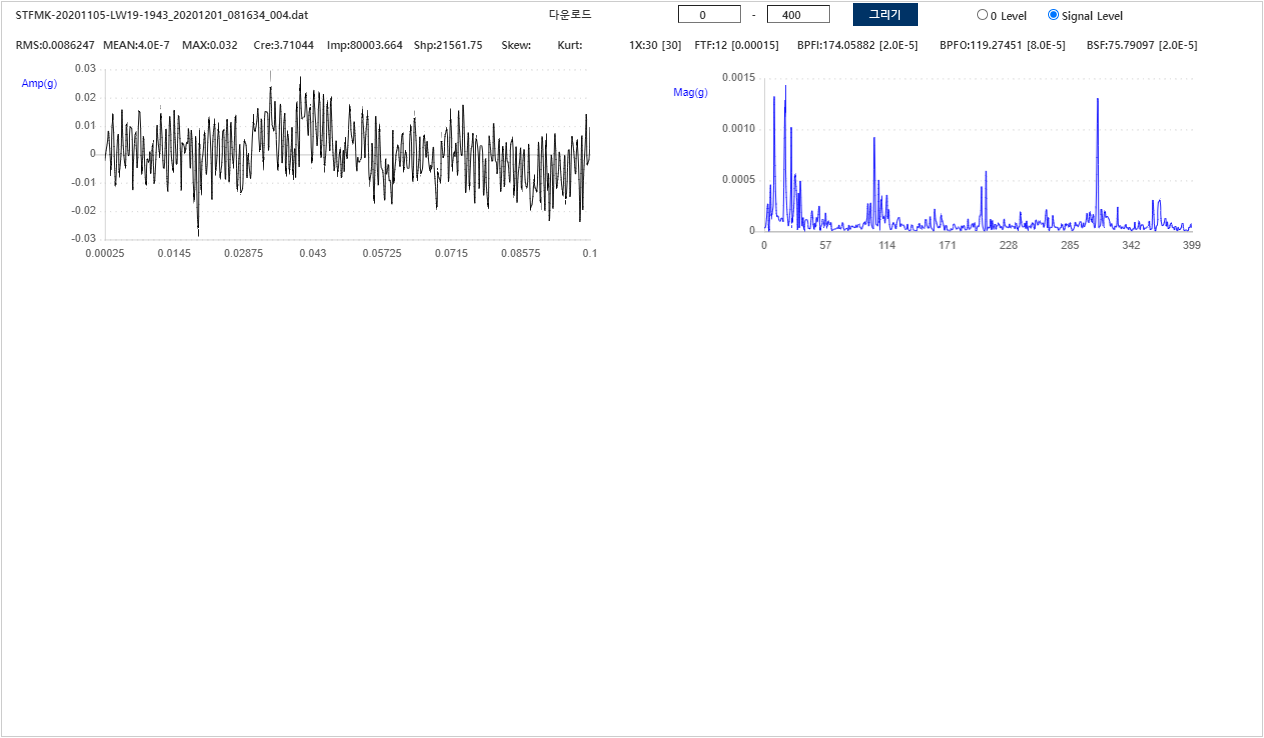 STFMK-20201105-LW19-1943_20201201_081634_004.dat 다운로드 0 - 400 그리기 0 Level Signal Level
RMS:0.0086247 MEAN:4.0E-7 MAX:0.032 Cre:3.71044 Imp:80003.664 Shp:21561.75 Skew: Kurt: 1X:30 [30] FTF:12 [0.00015] BPFI:174.05882 [2.0E-5] BPFO:119.27451 [8.0E-5] BSF:75.79097 [2.0E-5]
Amp(g)
0.03
0.02
0.01
0
-0.01
-0.02
-0.03
0.00025 0.0145 0.02875 0.043 0.05725 0.0715 0.08575 0.1
Mag(g)
0.0015
0.0010
0.0005
0
0 57 114 171 228 285 342 399